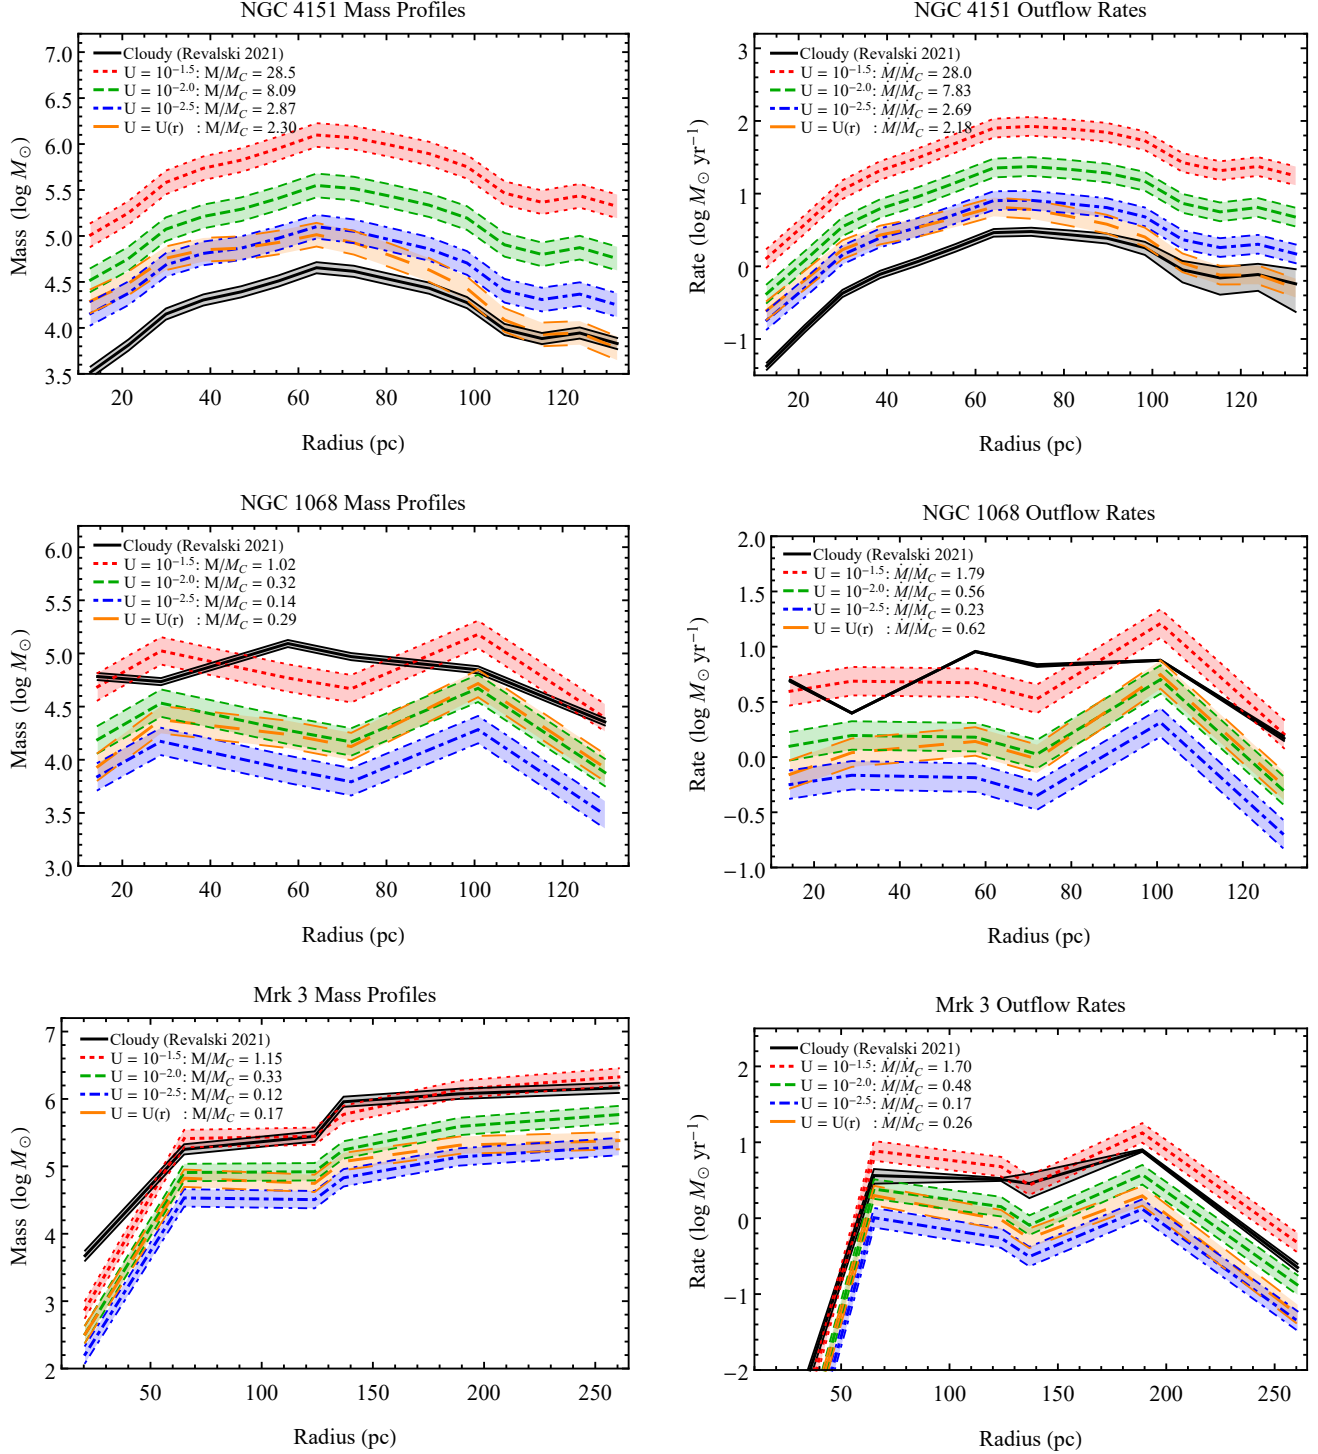 NGC 4151 Mass Profiles
Cloudy (Revalski 2021)
U = 10^−1.5: M/M_C = 28.5
U = 10^−2.0: M/M_C = 8.09
U = 10^−2.5: M/M_C = 2.87
U = U(r) : M/M_C = 2.30
7.0
6.5
6.0
5.5
5.0
4.5
4.0
3.5
Mass (log M⊙)
20 40 60 80 100 120
Radius (pc)
NGC 4151 Outflow Rates
Cloudy (Revalski 2021)
U = 10^−1.5: Ṁ/Ṁ_C = 28.0
U = 10^−2.0: Ṁ/Ṁ_C = 7.83
U = 10^−2.5: Ṁ/Ṁ_C = 2.69
U = U(r) : Ṁ/Ṁ_C = 2.18
3
2
1
0
−1
Rate (log M⊙ yr^−1)
20 40 60 80 100 120
Radius (pc)
NGC 1068 Mass Profiles
Cloudy (Revalski 2021)
U = 10^−1.5: M/M_C = 1.02
U = 10^−2.0: M/M_C = 0.32
U = 10^−2.5: M/M_C = 0.14
U = U(r) : M/M_C = 0.29
6.0
5.5
5.0
4.5
4.0
3.5
3.0
Mass (log M⊙)
20 40 60 80 100 120
Radius (pc)
NGC 1068 Outflow Rates
Cloudy (Revalski 2021)
U = 10^−1.5: Ṁ/Ṁ_C = 1.79
U = 10^−2.0: Ṁ/Ṁ_C = 0.56
U = 10^−2.5: Ṁ/Ṁ_C = 0.23
U = U(r) : Ṁ/Ṁ_C = 0.62
2.0
1.5
1.0
0.5
0.0
−0.5
−1.0
Rate (log M⊙ yr^−1)
20 40 60 80 100 120
Radius (pc)
Mrk 3 Mass Profiles
Cloudy (Revalski 2021)
U = 10^−1.5: M/M_C = 1.15
U = 10^−2.0: M/M_C = 0.33
U = 10^−2.5: M/M_C = 0.12
U = U(r) : M/M_C = 0.17
7
6
5
4
3
2
Mass (log M⊙)
50 100 150 200 250
Radius (pc)
Mrk 3 Outflow Rates
Cloudy (Revalski 2021)
U = 10^−1.5: Ṁ/Ṁ_C = 1.70
U = 10^−2.0: Ṁ/Ṁ_C = 0.48
U = 10^−2.5: Ṁ/Ṁ_C = 0.17
U = U(r) : Ṁ/Ṁ_C = 0.26
2
1
0
−1
−2
Rate (log M⊙ yr^−1)
50 100 150 200 250
Radius (pc)